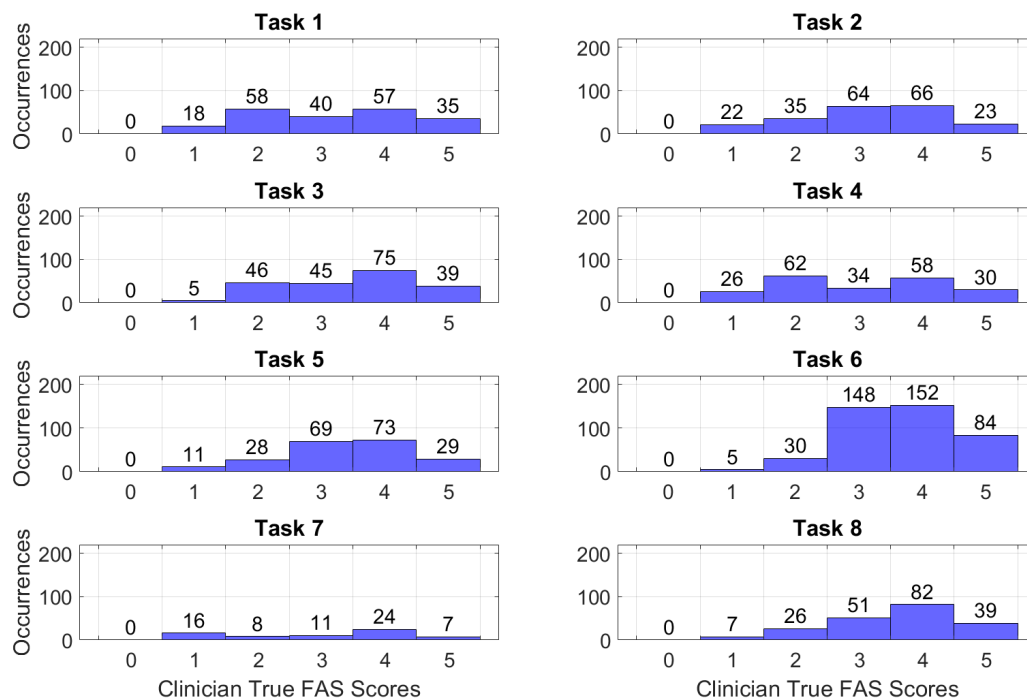 Task 1
Occurrences
200
100
0
0 18 58 40 57 35
0 1 2 3 4 5
Task 2
200
100
0
0 22 35 64 66 23
0 1 2 3 4 5
Task 3
Occurrences
200
100
0
0 5 46 45 75 39
0 1 2 3 4 5
Task 4
200
100
0
0 26 62 34 58 30
0 1 2 3 4 5
Task 5
Occurrences
200
100
0
0 11 28 69 73 29
0 1 2 3 4 5
Task 6
200
100
0
0 5 30 148 152 84
0 1 2 3 4 5
Task 7
Occurrences
200
100
0
0 16 8 11 24 7
0 1 2 3 4 5
Clinician True FAS Scores
Task 8
200
100
0
0 7 26 51 82 39
0 1 2 3 4 5
Clinician True FAS Scores